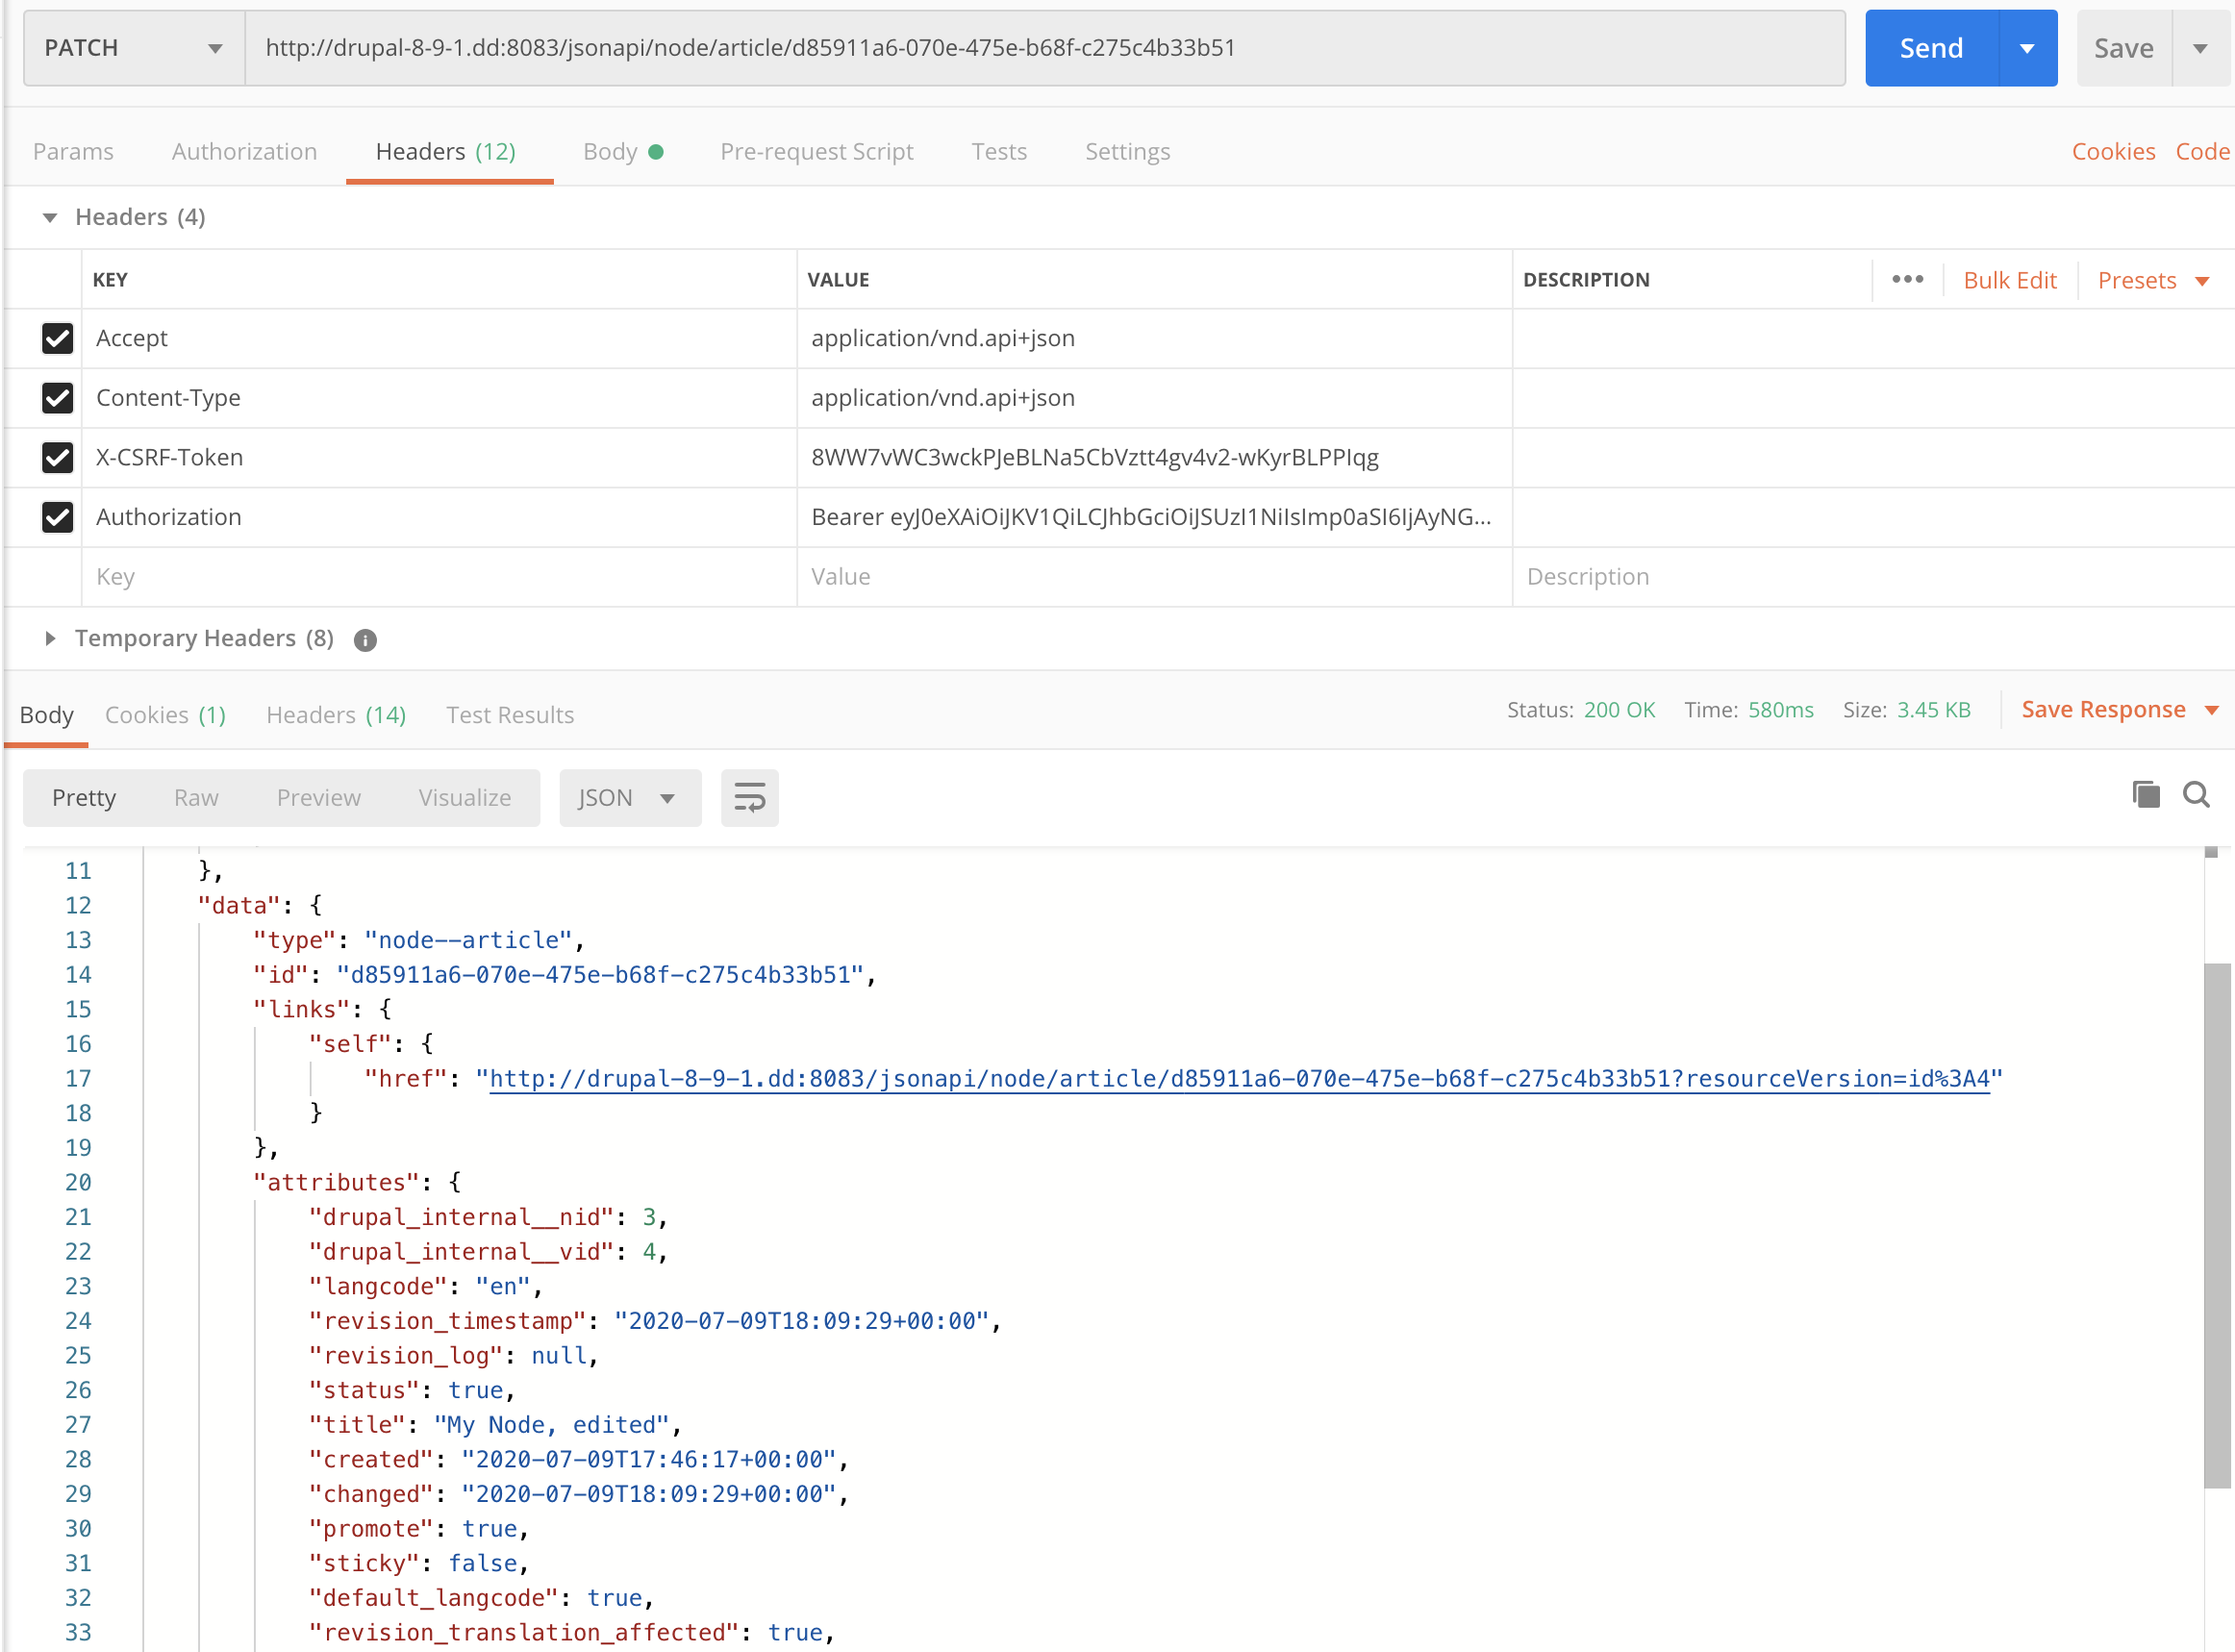 PATCH http://drupal-8-9-1.dd:8083/jsonapi/node/article/d85911a6-070e-475e-b68f-c275c4b33b51 Send Save
Params Authorization Headers (12) Body Pre-request Script Tests Settings Cookies Code
Headers (4)
KEY VALUE DESCRIPTION ••• Bulk Edit Presets
Accept application/vnd.api+json
Content-Type application/vnd.api+json
X-CSRF-Token 8WW7vWC3wckPJeBLNa5CbVztt4gv4v2-wKyrBLPPIqg
Authorization Bearer eyJ0eXAiOiJKV1QiLCJhbGciOiJSUzI1NiIsImp0aSI6IjAyNG...
Key Value Description
Temporary Headers (8) i
Body Cookies (1) Headers (14) Test Results Status: 200 OK Time: 580ms Size: 3.45 KB Save Response
Pretty Raw Preview Visualize JSON
11 },
12 "data": {
13 "type": "node--article",
14 "id": "d85911a6-070e-475e-b68f-c275c4b33b51",
15 "links": {
16 "self": {
17 "href": "http://drupal-8-9-1.dd:8083/jsonapi/node/article/d85911a6-070e-475e-b68f-c275c4b33b51?resourceVersion=id%3A4"
18 }
19 },
20 "attributes": {
21 "drupal_internal__nid": 3,
22 "drupal_internal__vid": 4,
23 "langcode": "en",
24 "revision_timestamp": "2020-07-09T18:09:29+00:00",
25 "revision_log": null,
26 "status": true,
27 "title": "My Node, edited",
28 "created": "2020-07-09T17:46:17+00:00",
29 "changed": "2020-07-09T18:09:29+00:00",
30 "promote": true,
31 "sticky": false,
32 "default_langcode": true,
33 "revision_translation_affected": true,